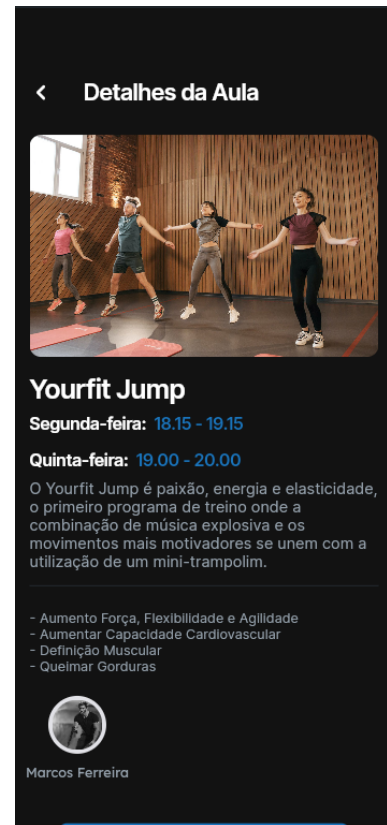 Detalhes da Aula
Yourfit Jump
Segunda-feira: 18.15 - 19.15
Quinta-feira: 19.00 - 20.00
O Yourfit Jump é paixão, energia e elasticidade,
o primeiro programa de treino onde a
combinação de música explosiva e os
movimentos mais motivadores se unem com a
utilização de um mini-trampolim.
- Aumento Força, Flexibilidade e Agilidade
- Aumentar Capacidade Cardiovascular
- Definição Muscular
- Queimar Gorduras
Marcos Ferreira